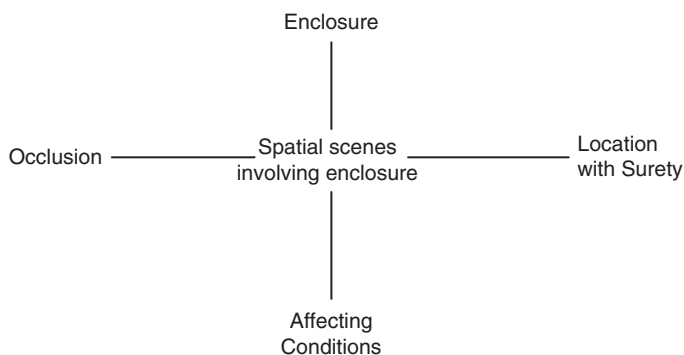 Enclosure
Occlusion
Spatial scenes
involving enclosure
Location
with Surety
Affecting
Conditions